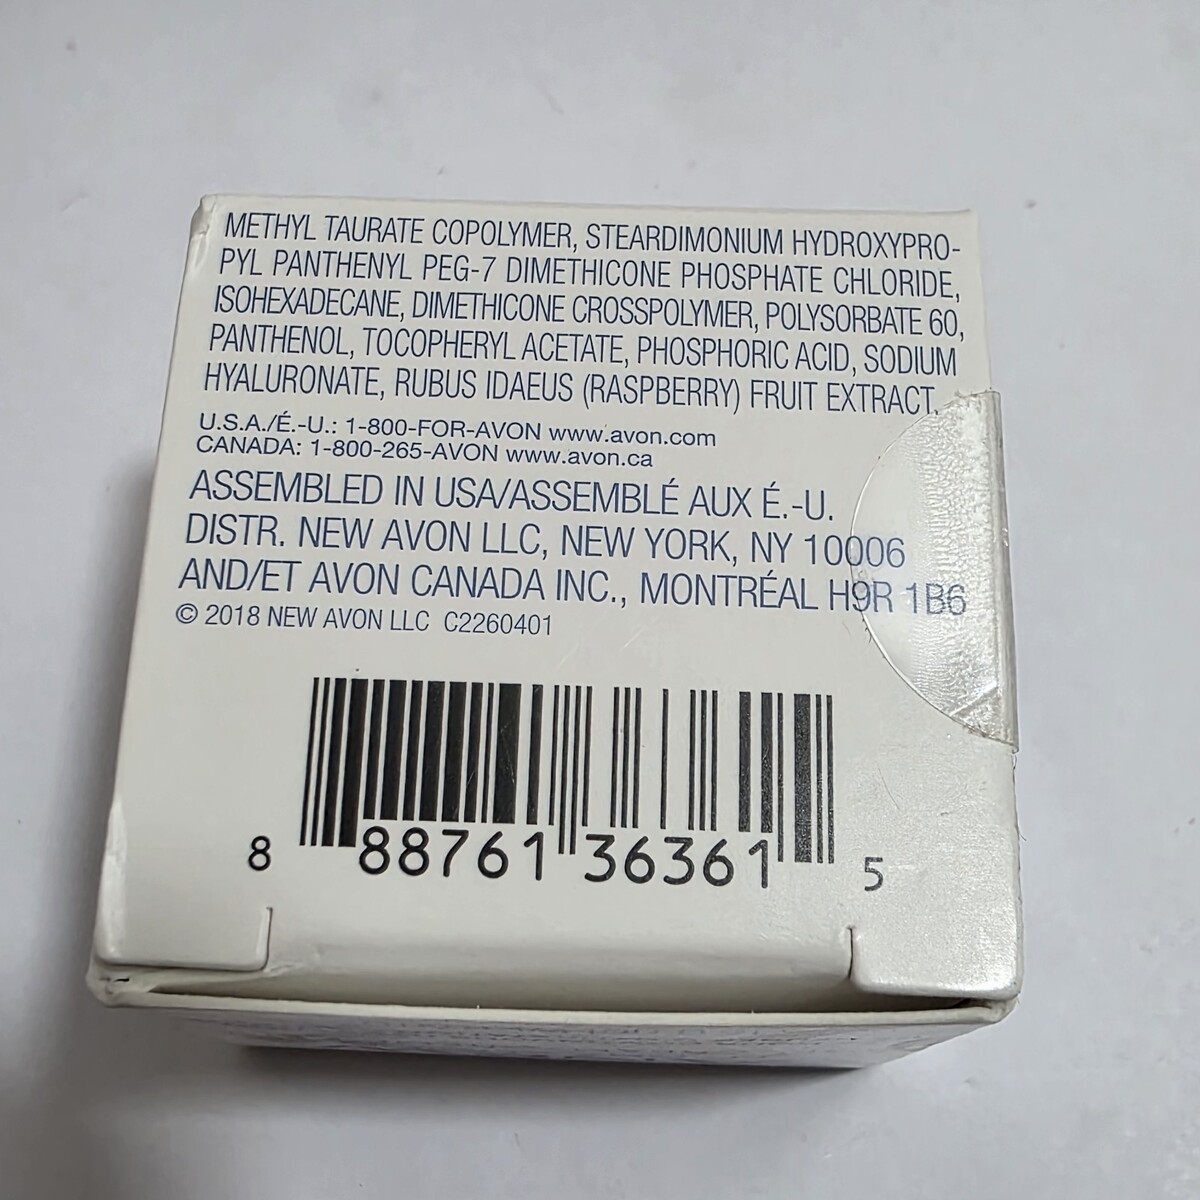 METHYL TAURATE COPOLYMER, STEARDIMONIUM HYDROXYPRO-
PYL PANTHENYL PEG-7 DIMETHICONE PHOSPHATE CHLORIDE,
ISOHEXADECANE, DIMETHICONE CROSSPOLYMER, POLYSORBATE 60,
PANTHENOL, TOCOPHERYL ACETATE, PHOSPHORIC ACID, SODIUM
HYALURONATE, RUBUS IDAEUS (RASPBERRY) FRUIT EXTRACT.
U.S.A./É.-U.: 1-800-FOR-AVON www.avon.com
CANADA: 1-800-265-AVON www.avon.ca
ASSEMBLED IN USA/ASSEMBLÉ AUX É.-U.
DISTR. NEW AVON LLC, NEW YORK, NY 10006
AND/ET AVON CANADA INC., MONTRÉAL H9R 1B6
© 2018 NEW AVON LLC C2260401
8 88761 36361 5